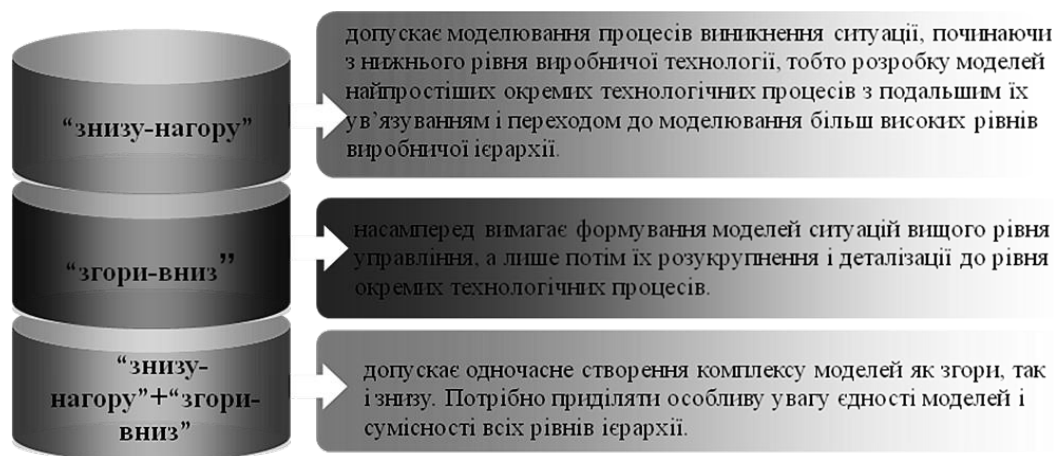 “знизу-нагору”
допускає моделювання процесів виникнення ситуації, починаючи
з нижнього рівня виробничої технології, тобто розробку моделей
найпростіших окремих технологічних процесів з подальшим їх
ув’язуванням і переходом до моделювання більш високих рівнів
виробничої ієрархії.
“згори-вниз”
насамперед вимагає формування моделей ситуацій вищого рівня
управління, а лише потім їх розукрупнення і деталізації до рівня
окремих технологічних процесів.
“знизу-
нагору”+“згори-
вниз”
допускає одночасне створення комплексу моделей як згори, так
і знизу. Потрібно приділяти особливу увагу єдності моделей і
сумісності всіх рівнів ієрархії.